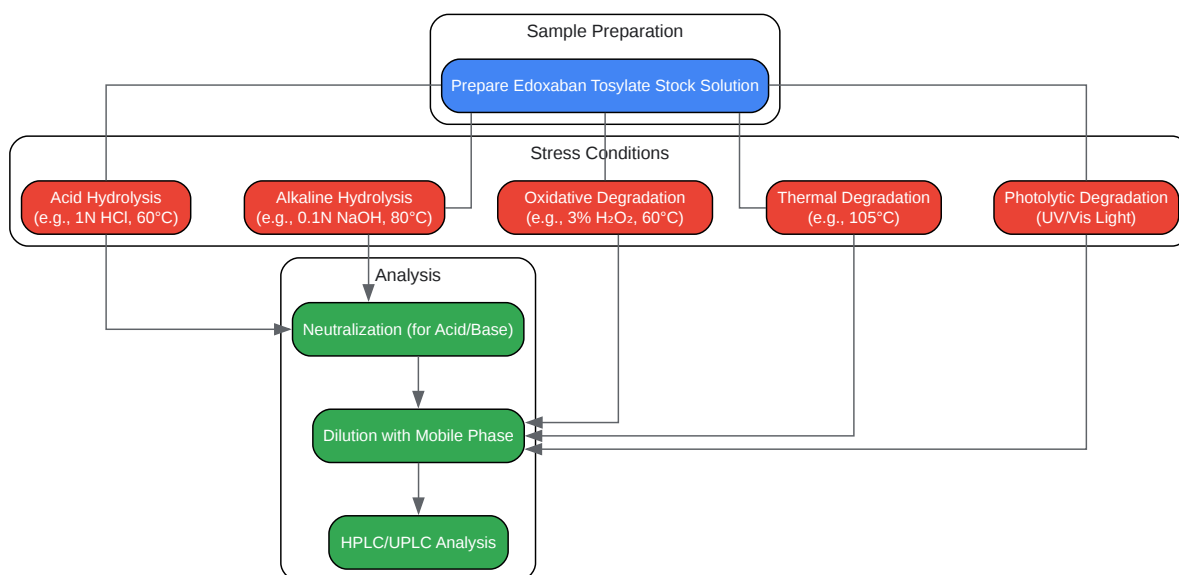 Sample Preparation
Prepare Edoxaban Tosylate Stock Solution
Stress Conditions
Acid Hydrolysis
(e.g., 1N HCl, 60°C)
Alkaline Hydrolysis
(e.g., 0.1N NaOH, 80°C)
Oxidative Degradation
(e.g., 3% H₂O₂, 60°C)
Thermal Degradation
(e.g., 105°C)
Photolytic Degradation
(UV/Vis Light)
Analysis
Neutralization (for Acid/Base)
Dilution with Mobile Phase
HPLC/UPLC Analysis